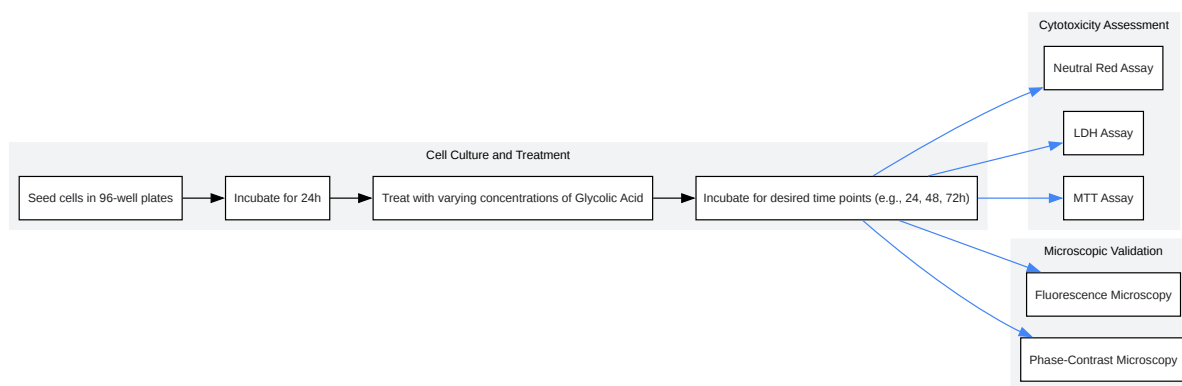 Cytotoxicity Assessment
Neutral Red Assay
LDH Assay
Cell Culture and Treatment
Seed cells in 96-well plates
Incubate for 24h
Treat with varying concentrations of Glycolic Acid
Incubate for desired time points (e.g., 24, 48, 72h)
MTT Assay
Microscopic Validation
Fluorescence Microscopy
Phase-Contrast Microscopy